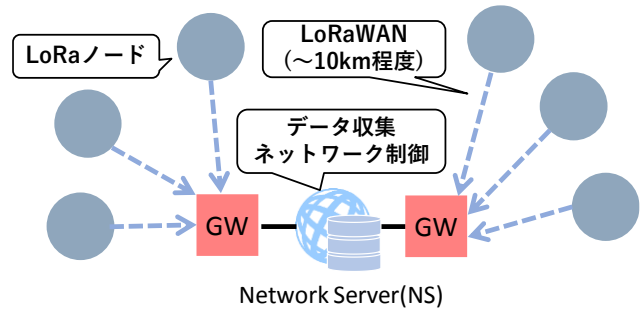 LoRaノード
LoRaWAN
(～10km程度)
データ収集
ネットワーク制御
GW
GW
Network Server(NS)